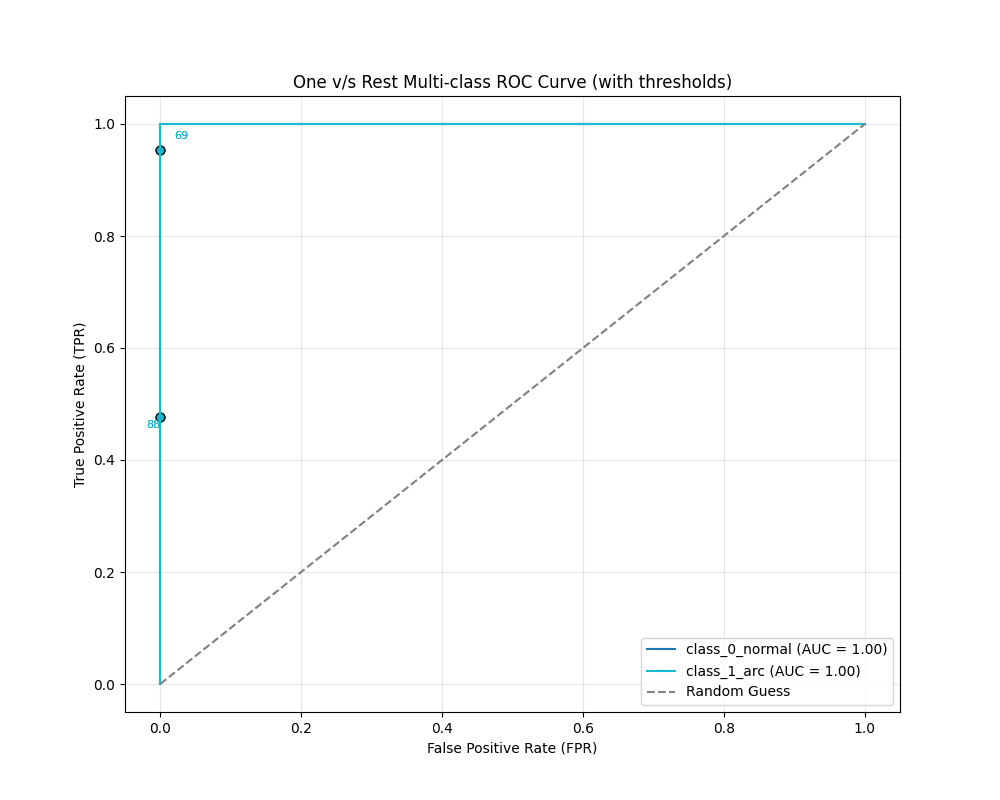 One v/s Rest Multi-class ROC Curve (with thresholds)
1.0
69
0.8
0.6
0.4
88
0.2
0.0
True Positive Rate (TPR)
class_0_normal (AUC = 1.00)
class_1_arc (AUC = 1.00)
Random Guess
0.0 0.2 0.4 0.6 0.8 1.0
False Positive Rate (FPR)